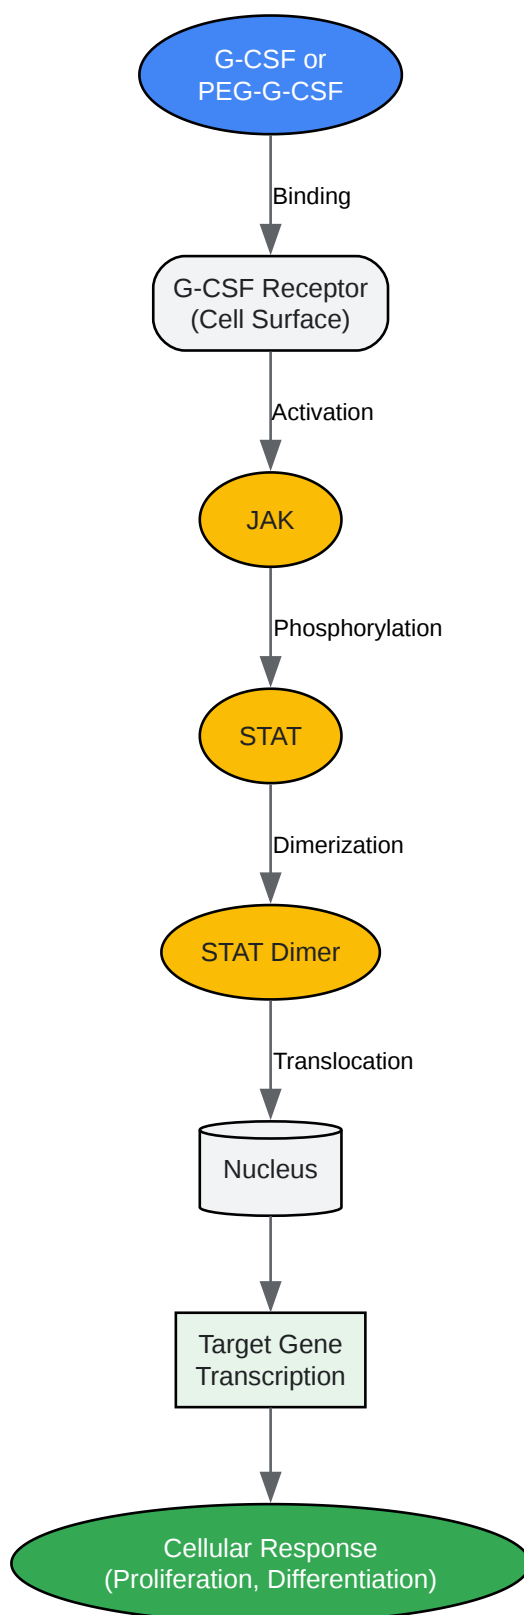 G-CSF or
PEG-G-CSF
Binding
G-CSF Receptor
(Cell Surface)
Activation
JAK
Phosphorylation
STAT
Dimerization
STAT Dimer
Translocation
Nucleus
Target Gene
Transcription
Cellular Response
(Proliferation, Differentiation)